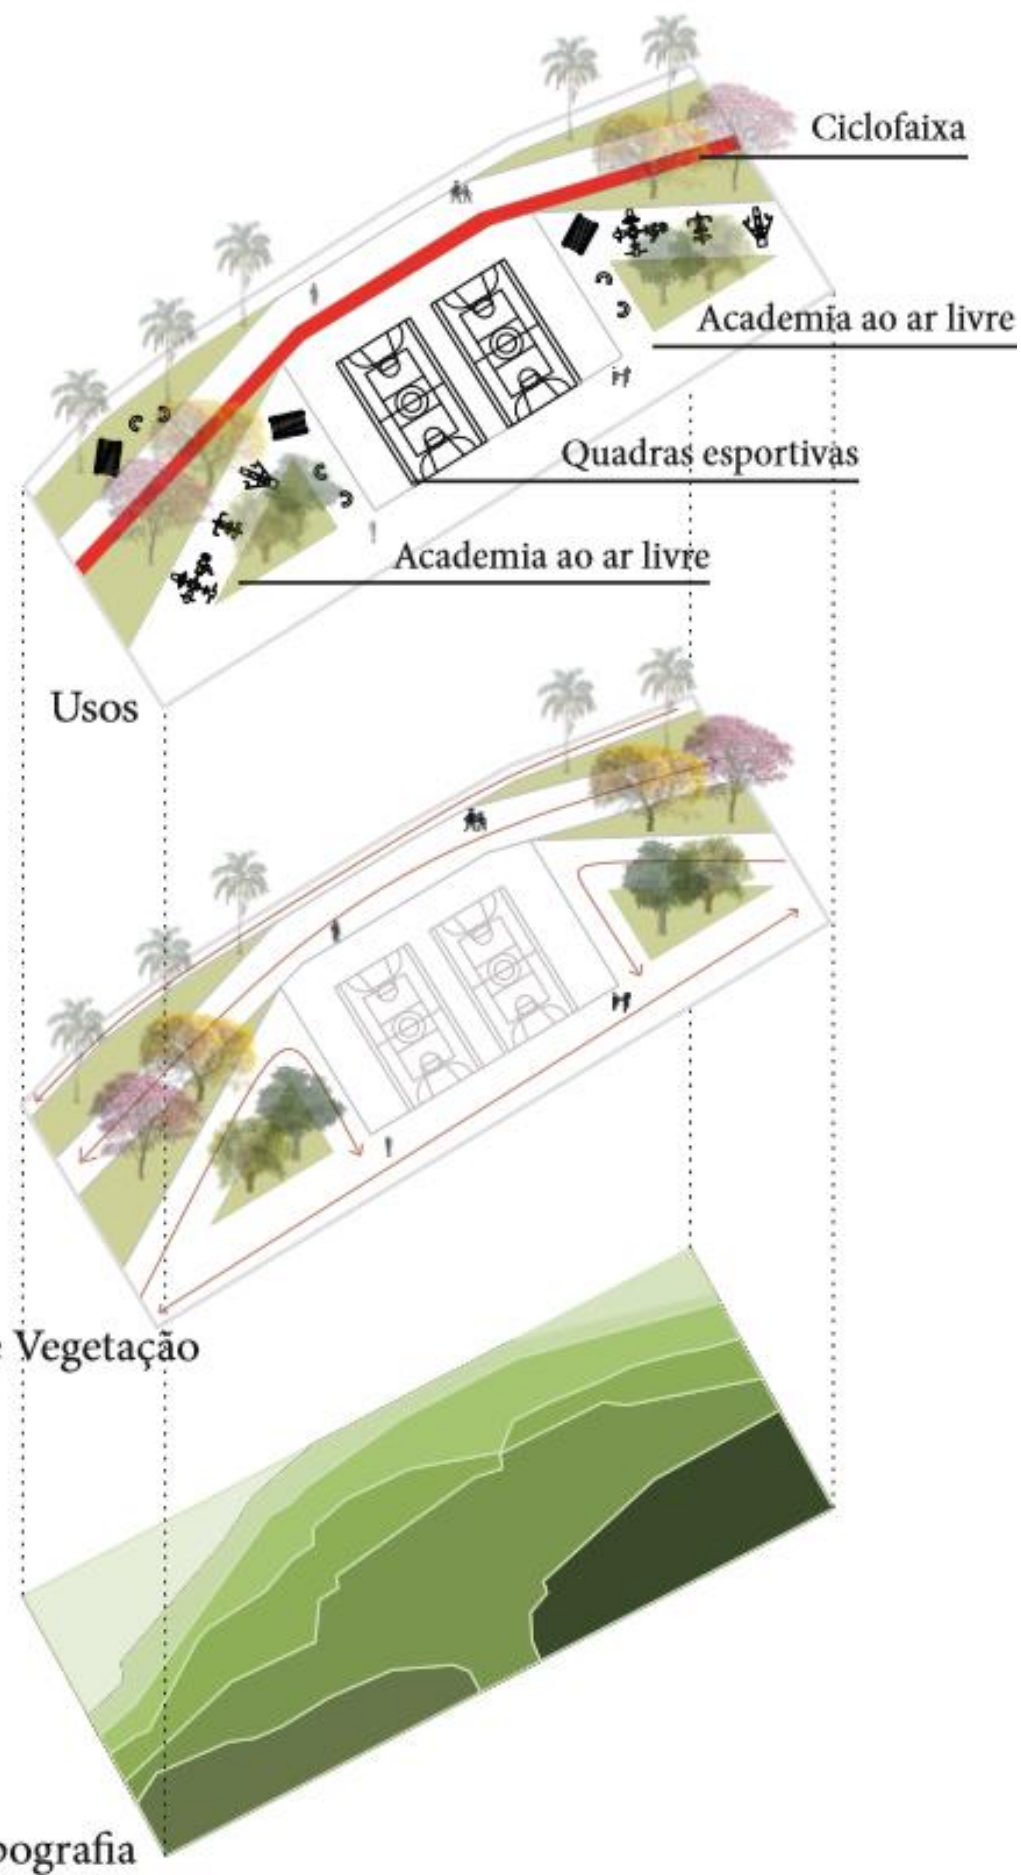 Ciclofaixa
Academia ao ar livre
Quadras esportivas
Academia ao ar livre
Usos
Vegetação